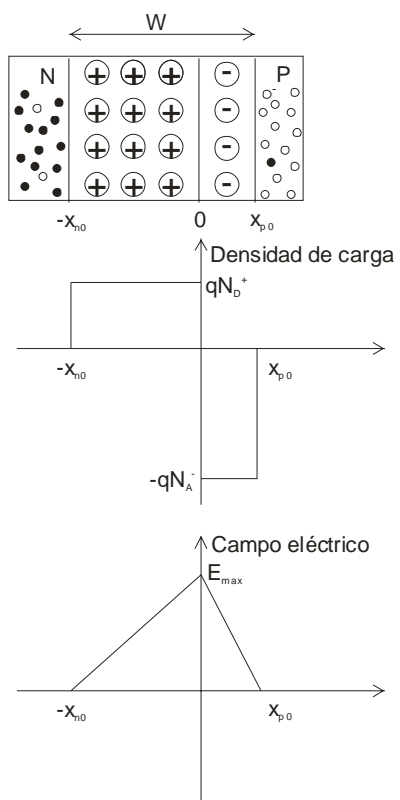 W
N P
+ + + -
+ + + -
+ + + -
+ + + -
-xn0 0 xp0
Densidad de carga
qND+
-xn0 xp0
-qNA-
Campo eléctrico
Emax
-xn0 xp0